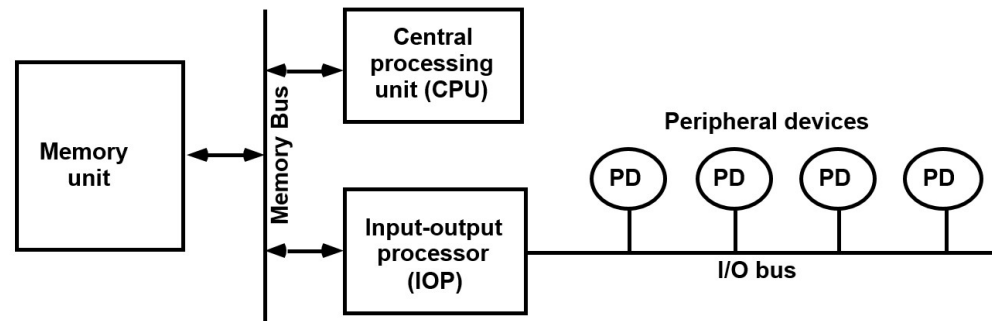 Memory
unit
Memory Bus
Central
processing
unit (CPU)
Input-output
processor
(IOP)
Peripheral devices
PD
PD
PD
PD
I/O bus